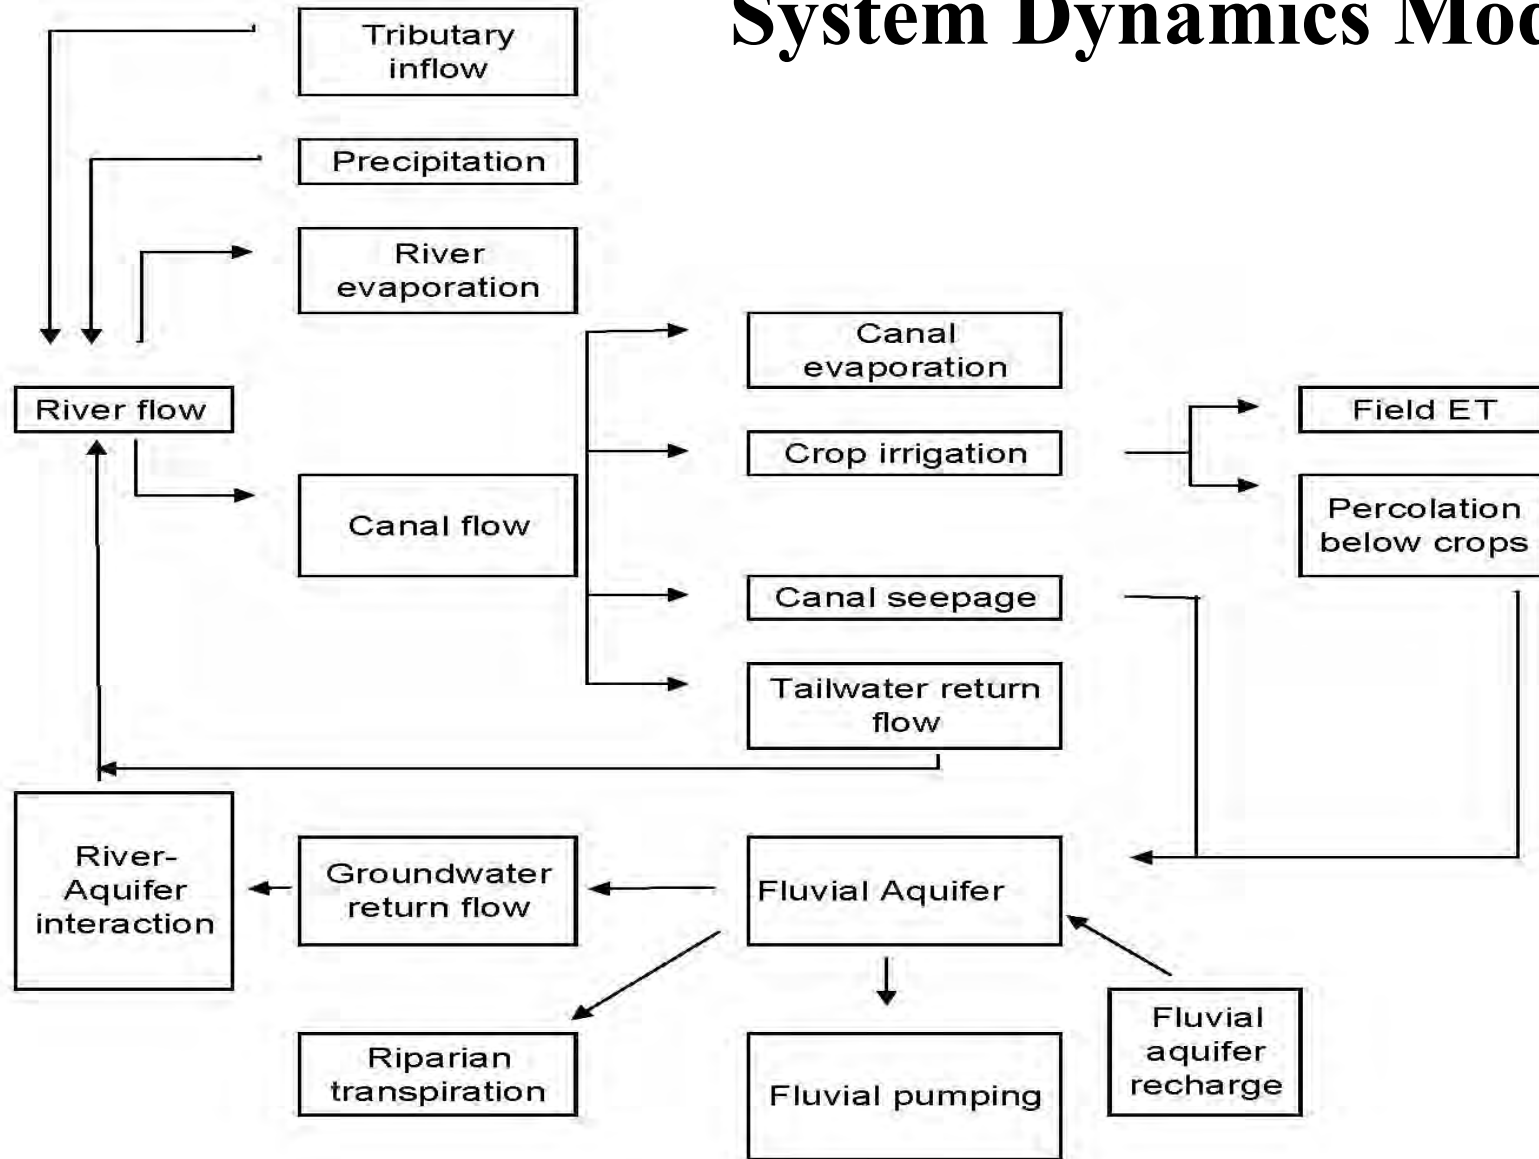 System Dynamics Mod
Tributary
inflow
Precipitation
River
evaporation
Canal
evaporation
River flow
Field ET
Crop irrigation
Canal flow
Percolation
below crops
Canal seepage
Tailwater return
flow
River-
Aquifer
interaction
Groundwater
return flow
Fluvial Aquifer
Riparian
transpiration
Fluvial pumping
Fluvial
aquifer
recharge